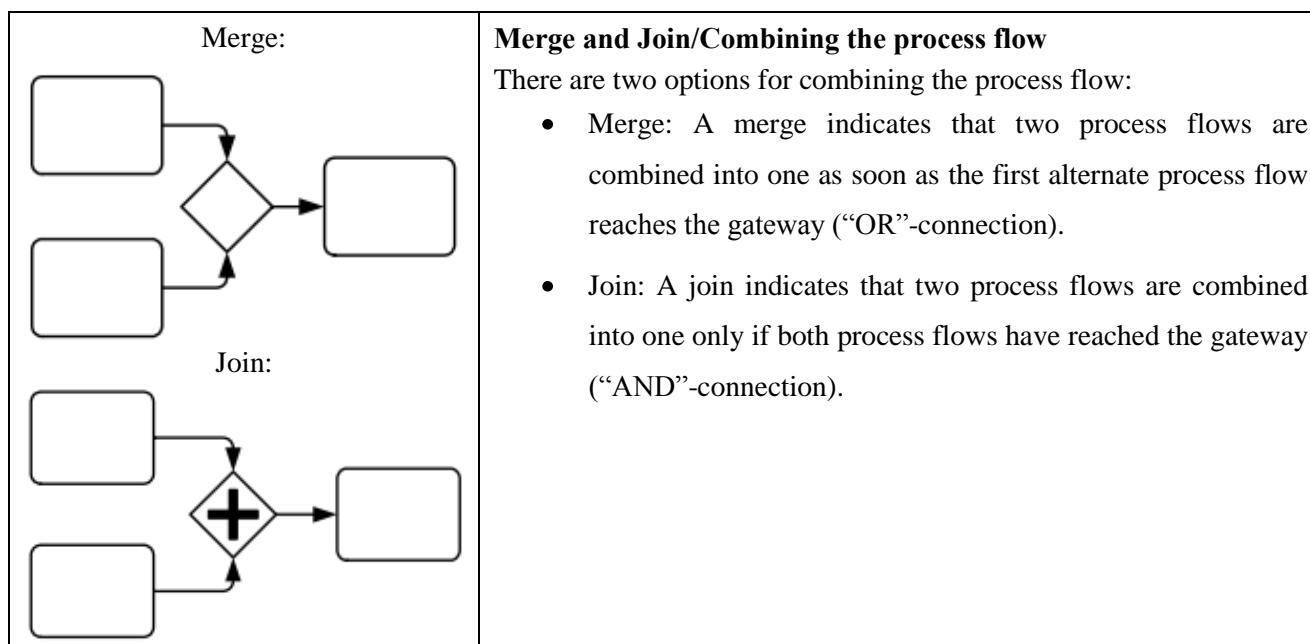 Merge:
Join:
Merge and Join/Combining the process flow
There are two options for combining the process flow:
• Merge: A merge indicates that two process flows are
combined into one as soon as the first alternate process flow
reaches the gateway (“OR”-connection).
• Join: A join indicates that two process flows are combined
into one only if both process flows have reached the gateway
(“AND”-connection).